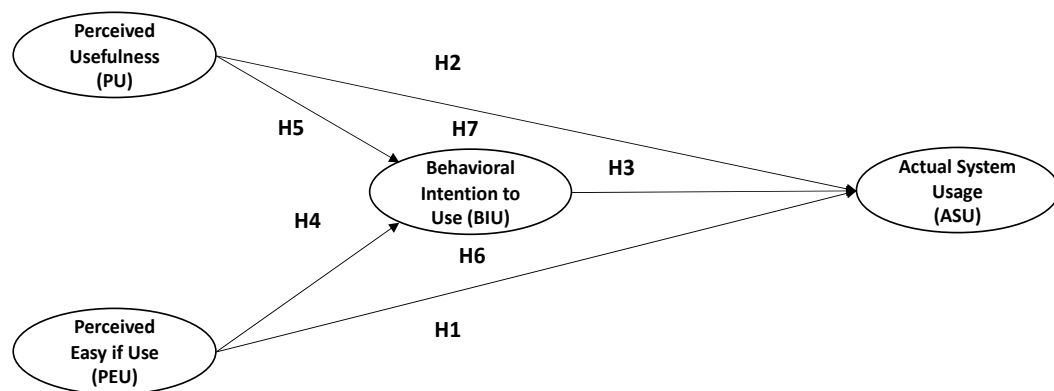 Perceived
Usefulness
(PU)
H2
H5
H7
Behavioral
Intention to
Use (BIU)
H3
Actual System
Usage
(ASU)
H4
H6
H1
Perceived
Easy if Use
(PEU)